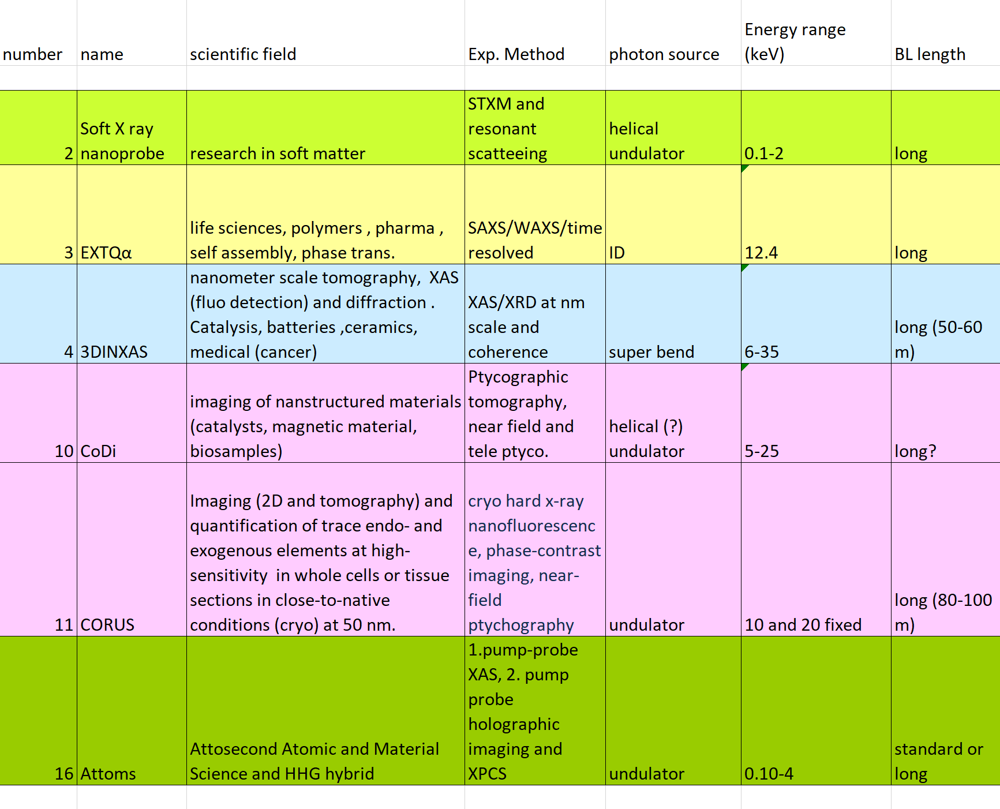 number name scientific field Exp. Method photon source Energy range (keV) BL length
2 Soft X ray nanoprobe research in soft matter STXM and resonant scatteeing helical undulator 0.1-2 long
3 EXTQα life sciences, polymers , pharma , self assembly, phase trans. SAXS/WAXS/time resolved ID 12.4 long
4 3DINXAS nanometer scale tomography,  XAS (fluo detection) and diffraction . Catalysis, batteries ,ceramics, medical (cancer) XAS/XRD at nm scale and coherence super bend 6-35 long (50-60 m)
10 CoDi imaging of nanstructured materials (catalysts, magnetic material, biosamples) Ptycographic tomography, near field and tele ptyco. helical (?) undulator 5-25 long?
11 CORUS Imaging (2D and tomography) and quantification of trace endo- and exogenous elements at high-sensitivity  in whole cells or tissue sections in close-to-native conditions (cryo) at 50 nm. cryo hard x-ray nanofluorescence, phase-contrast imaging, near-field ptychography undulator 10 and 20 fixed long (80-100 m)
16 Attoms Attosecond Atomic and Material Science and HHG hybrid 1.pump-probe XAS, 2. pump probe holographic imaging and XPCS undulator 0.10-4 standard or long